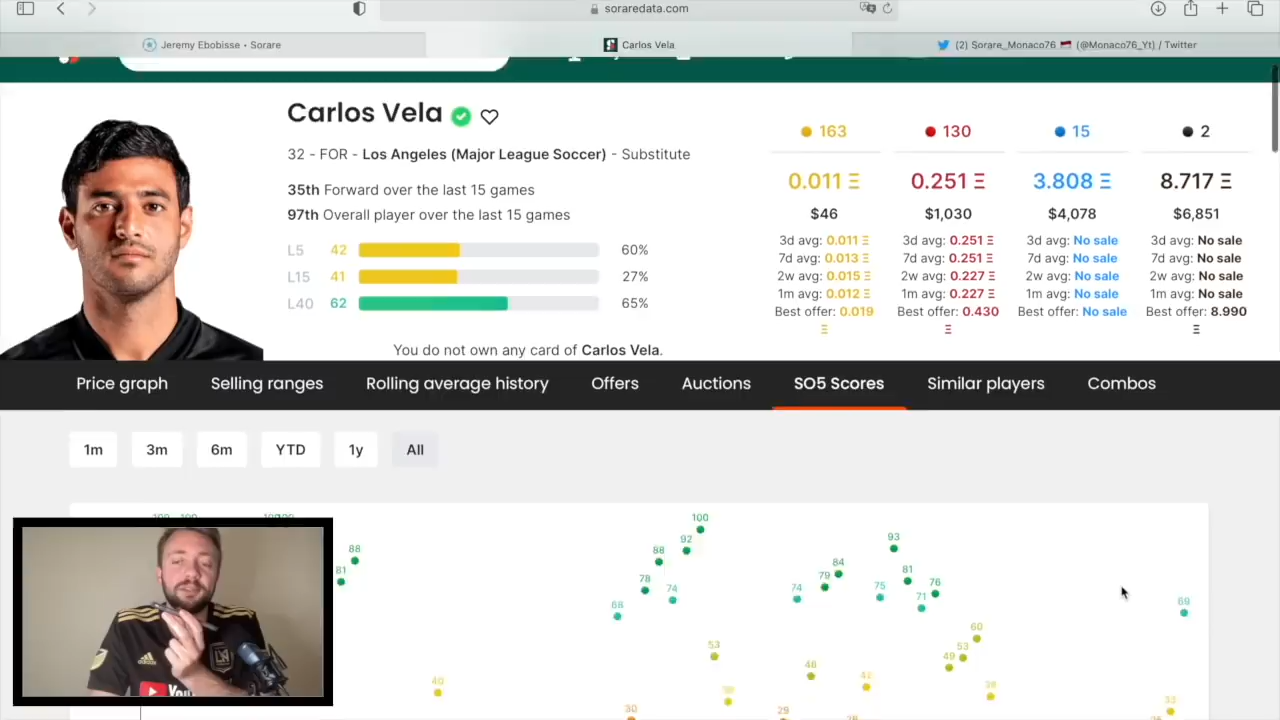 soraredata.com
Jeremy Ebobisse • Sorare
Carlos Vela
(2) Sorare_Monaco76 🇲🇨 (@Monaco76_Yt) / Twitter
Carlos Vela
32 - FOR - Los Angeles (Major League Soccer) - Substitute
35th Forward over the last 15 games
97th Overall player over the last 15 games
L5 42 60%
L15 41 27%
L40 62 65%
You do not own any card of Carlos Vela.
163 130 15 2
0.011 Ξ 0.251 Ξ 3.808 Ξ 8.717 Ξ
$46 $1,030 $4,078 $6,851
3d avg: 0.011 Ξ 3d avg: 0.251 Ξ 3d avg: No sale 3d avg: No sale
7d avg: 0.013 Ξ 7d avg: 0.251 Ξ 7d avg: No sale 7d avg: No sale
2w avg: 0.015 Ξ 2w avg: 0.227 Ξ 2w avg: No sale 2w avg: No sale
1m avg: 0.012 Ξ 1m avg: 0.227 Ξ 1m avg: No sale 1m avg: No sale
Best offer: 0.019 Best offer: 0.430 Best offer: No sale Best offer: 8.990
Ξ Ξ Ξ
Price graph Selling ranges Rolling average history Offers Auctions SO5 Scores Similar players Combos
1m 3m 6m YTD 1y All
100
93
92
88 88
84
81 81
79
78
76
75
74 74
71
69
68
60
53 53
49
46
40
30
29